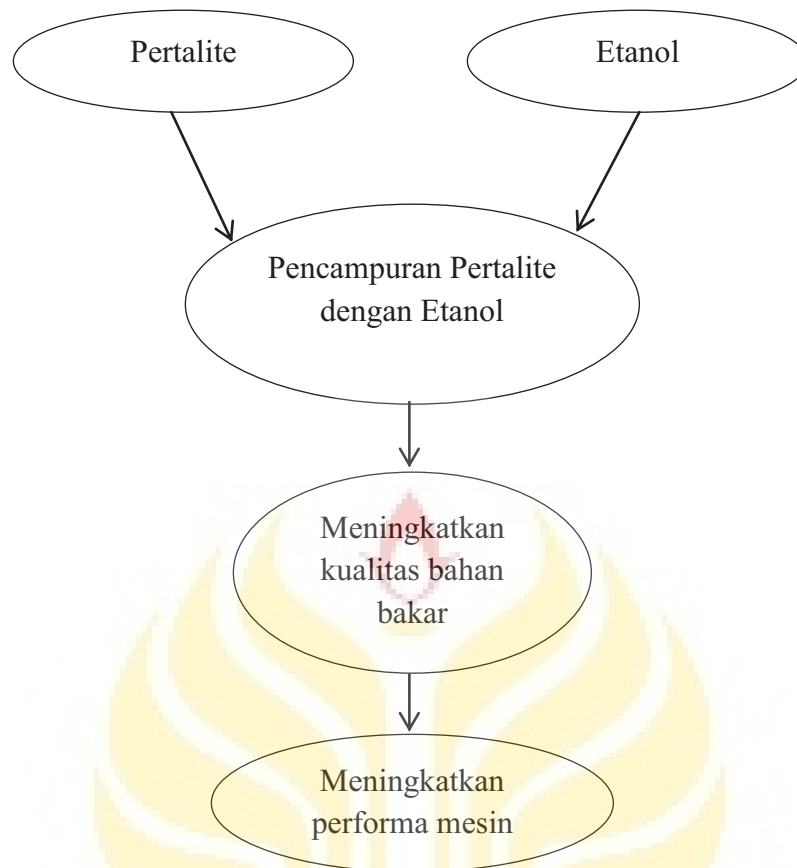 Pertalite
Etanol
Pencampuran Pertalite
dengan Etanol
Meningkatkan
kualitas bahan
bakar
Meningkatkan
performa mesin